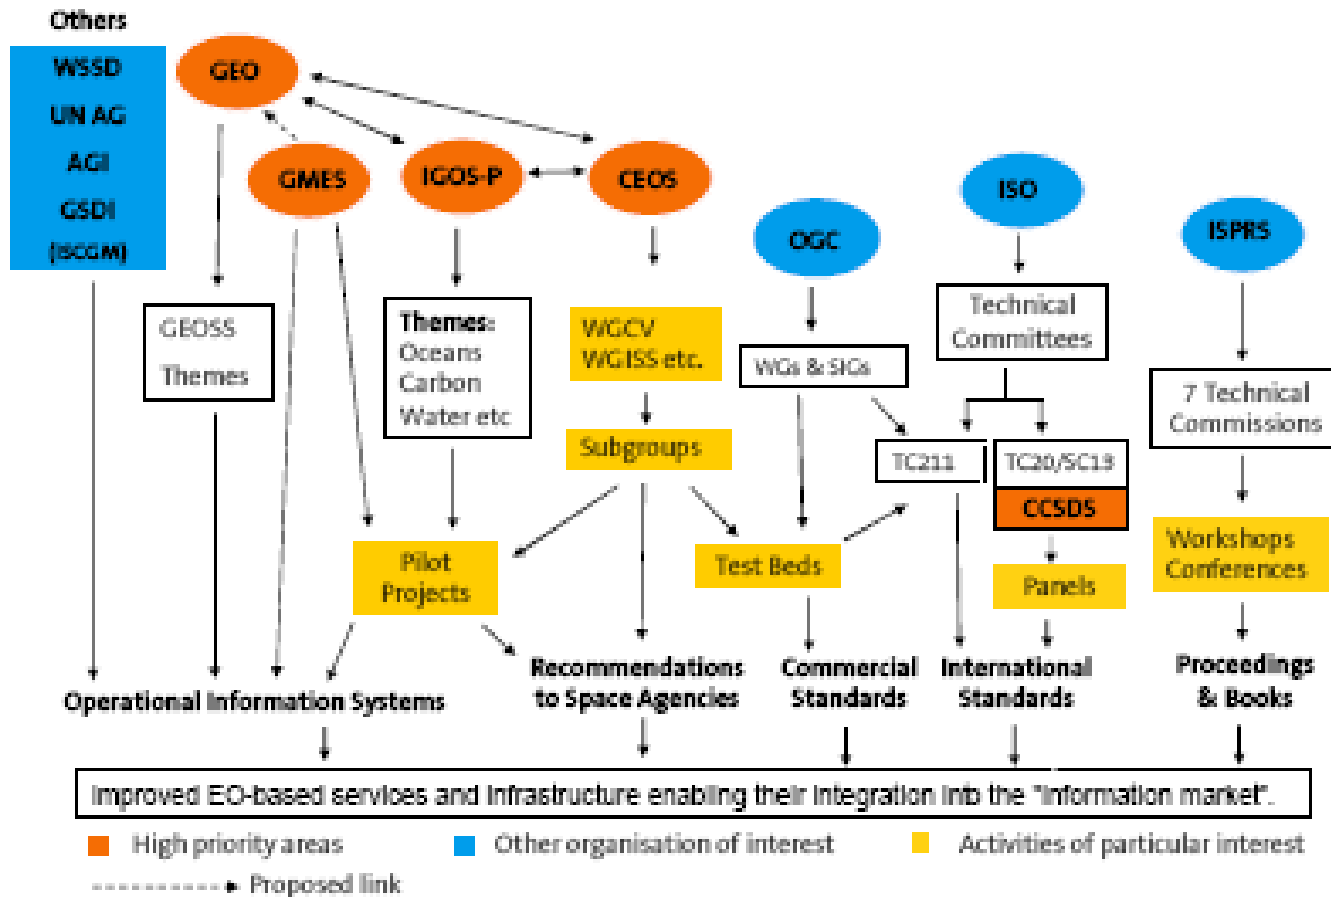 Others
WSSD
UN AG
AGI
GSDI
(ISCGM)
GEO
GMES
IGOS-P
CEOS
OGC
ISO
ISPRS
GEOSS
Themes
Themes:
Oceans
Carbon
Water etc
WGCV
WGISS etc.
Subgroups
WGs & SIGs
Technical
Committees
TC211
TC20/SC13
CCSDS
7 Technical
Commissions
Pilot
Projects
Test Beds
Panels
Workshops
Conferences
Operational Information Systems
Recommendations
to Space Agencies
Commercial
Standards
International
Standards
Proceedings
& Books
Improved EO-based services and Infrastructure enabling their integration into the "information market".
High priority areas
Other organisation of interest
Activities of particular interest
Proposed link